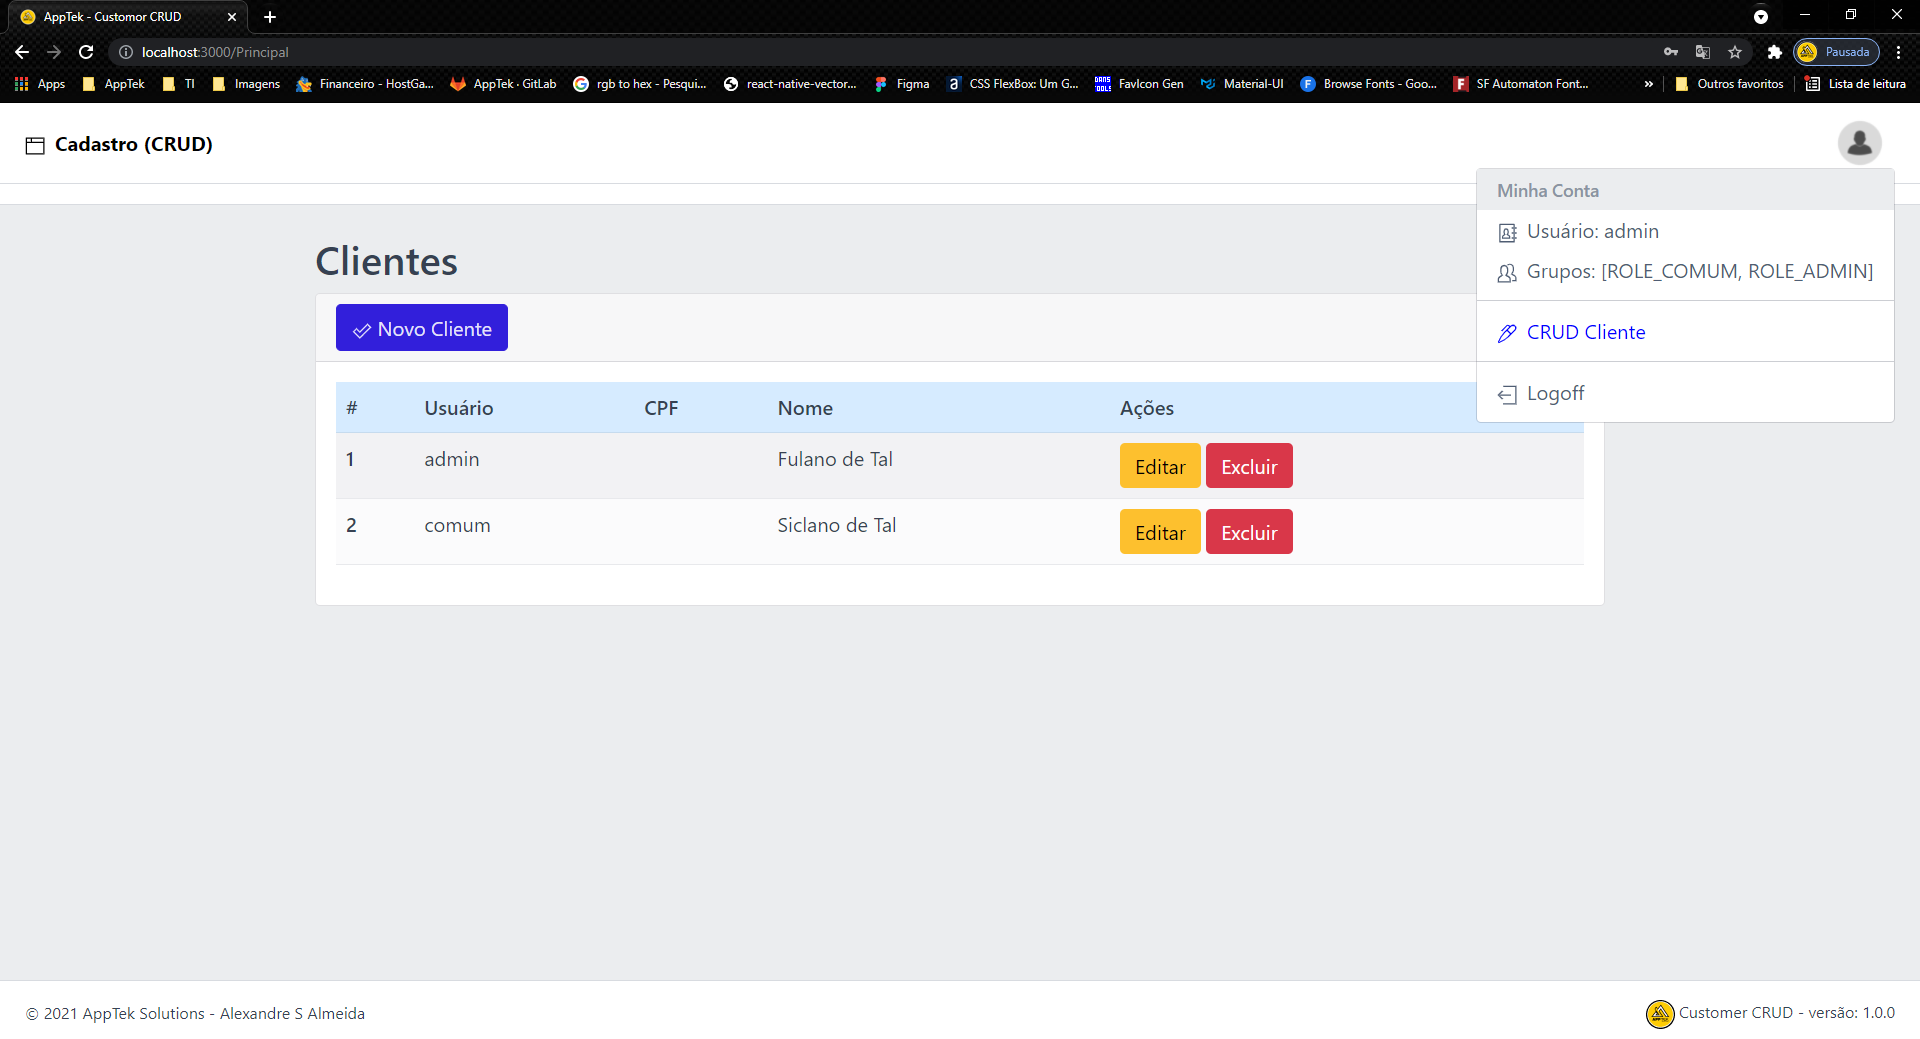 AppTek - Customor CRUD
localhost:3000/Principal
Pausada
Apps
AppTek
TI
Imagens
Financeiro - HostGa...
AppTek · GitLab
rgb to hex - Pesqui...
react-native-vector...
Figma
CSS FlexBox: Um G...
FavIcon Gen
Material-UI
Browse Fonts - Goo...
SF Automaton Font...
»
Outros favoritos
Lista de leitura
Cadastro (CRUD)
Minha Conta
Usuário: admin
Grupos: [ROLE_COMUM, ROLE_ADMIN]
CRUD Cliente
Logoff
Clientes
Novo Cliente
# Usuário CPF Nome Ações
1 admin Fulano de Tal Editar Excluir
2 comum Siclano de Tal Editar Excluir
© 2021 AppTek Solutions - Alexandre S Almeida
Customer CRUD - versão: 1.0.0